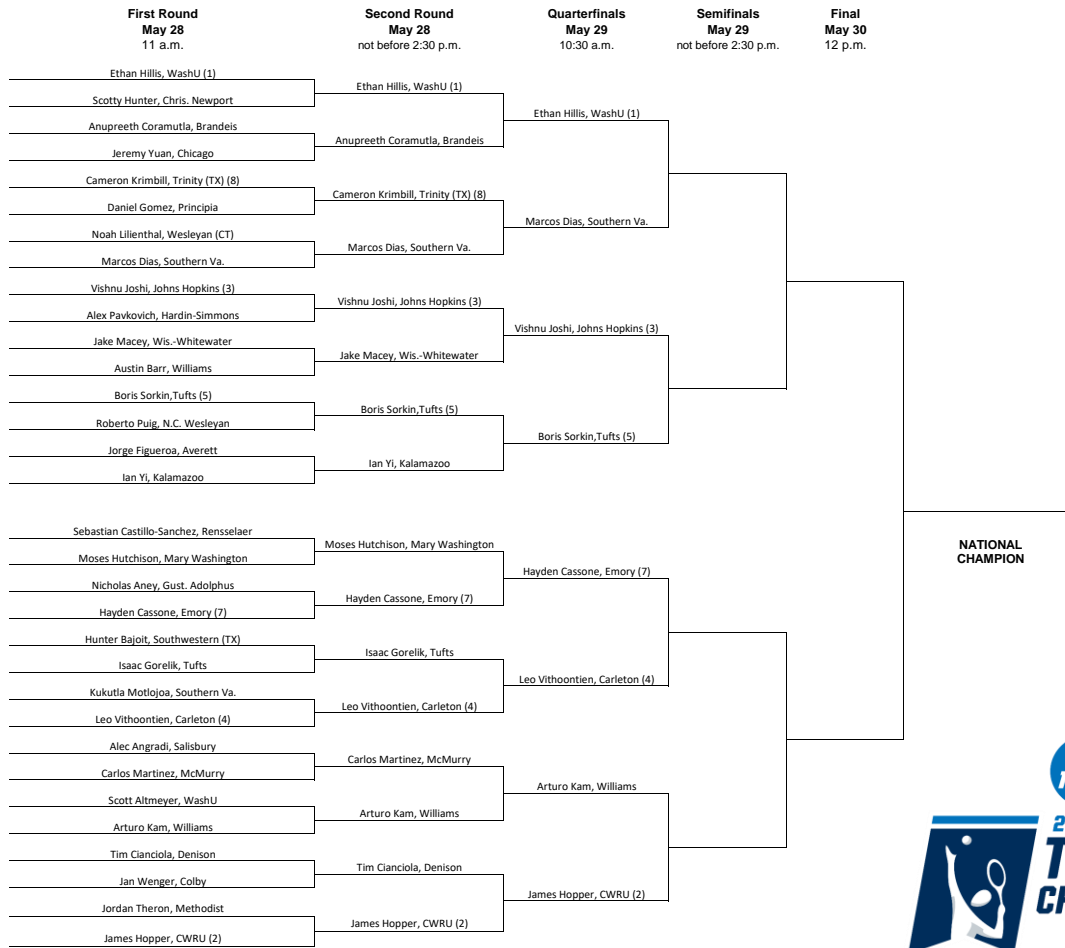 First Round
May 28
11 a.m.
Second Round
May 28
not before 2:30 p.m.
Quarterfinals
May 29
10:30 a.m.
Semifinals
May 29
not before 2:30 p.m.
Final
May 30
12 p.m.
Ethan Hillis, WashU (1)
Scotty Hunter, Chris. Newport
Anupreeth Coramutla, Brandeis
Jeremy Yuan, Chicago
Cameron Krimbill, Trinity (TX) (8)
Daniel Gomez, Principia
Noah Lilienthal, Wesleyan (CT)
Marcos Dias, Southern Va.
Vishnu Joshi, Johns Hopkins (3)
Alex Pavkovich, Hardin-Simmons
Jake Macey, Wis.-Whitewater
Austin Barr, Williams
Boris Sorkin,Tufts (5)
Roberto Puig, N.C. Wesleyan
Jorge Figueroa, Averett
Ian Yi, Kalamazoo
Sebastian Castillo-Sanchez, Rensselaer
Moses Hutchison, Mary Washington
Nicholas Aney, Gust. Adolphus
Hayden Cassone, Emory (7)
Hunter Bajoit, Southwestern (TX)
Isaac Gorelik, Tufts
Kukutla Motlojoa, Southern Va.
Leo Vithoontien, Carleton (4)
Alec Angradi, Salisbury
Carlos Martinez, McMurry
Scott Altmeyer, WashU
Arturo Kam, Williams
Tim Cianciola, Denison
Jan Wenger, Colby
Jordan Theron, Methodist
James Hopper, CWRU (2)
Ethan Hillis, WashU (1)
Anupreeth Coramutla, Brandeis
Cameron Krimbill, Trinity (TX) (8)
Marcos Dias, Southern Va.
Vishnu Joshi, Johns Hopkins (3)
Jake Macey, Wis.-Whitewater
Boris Sorkin,Tufts (5)
Ian Yi, Kalamazoo
Moses Hutchison, Mary Washington
Hayden Cassone, Emory (7)
Isaac Gorelik, Tufts
Leo Vithoontien, Carleton (4)
Carlos Martinez, McMurry
Arturo Kam, Williams
Tim Cianciola, Denison
James Hopper, CWRU (2)
Ethan Hillis, WashU (1)
Marcos Dias, Southern Va.
Vishnu Joshi, Johns Hopkins (3)
Boris Sorkin,Tufts (5)
Hayden Cassone, Emory (7)
Leo Vithoontien, Carleton (4)
Arturo Kam, Williams
James Hopper, CWRU (2)
NATIONAL
CHAMPION